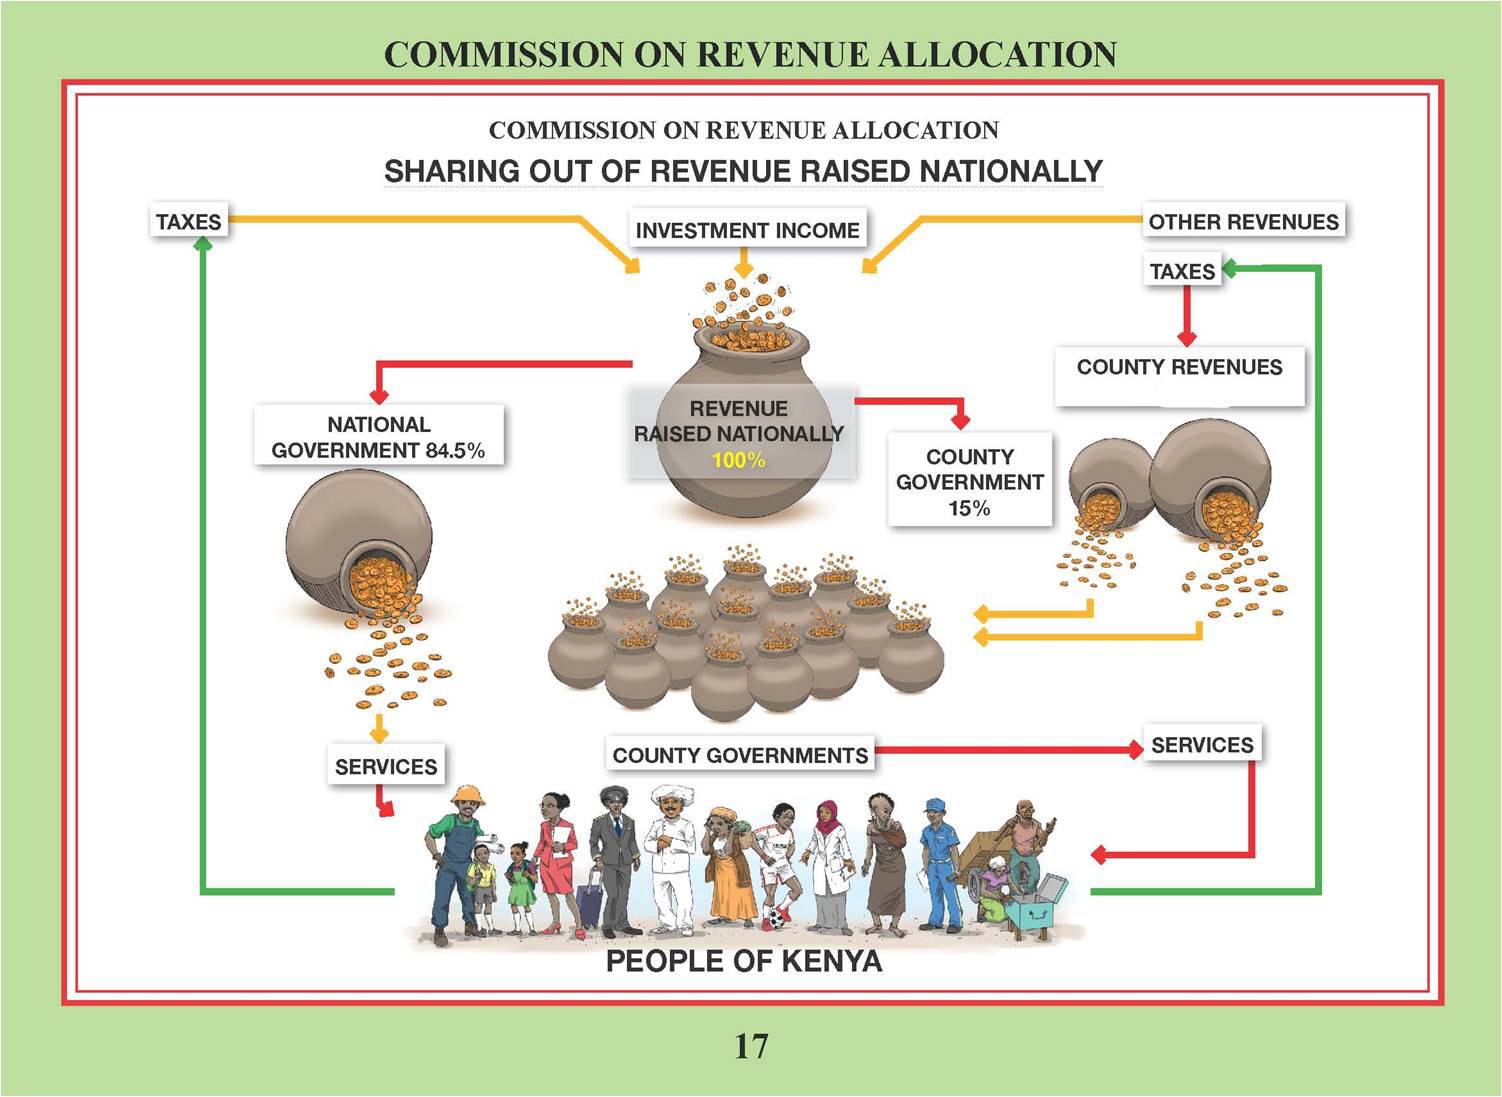 COMMISSION ON REVENUE ALLOCATION
COMMISSION ON REVENUE ALLOCATION
SHARING OUT OF REVENUE RAISED NATIONALLY
TAXES
INVESTMENT INCOME
OTHER REVENUES
TAXES
COUNTY REVENUES
NATIONAL
GOVERNMENT 84.5%
REVENUE
RAISED NATIONALLY
100%
COUNTY
GOVERNMENT
15%
SERVICES
COUNTY GOVERNMENTS
SERVICES
PEOPLE OF KENYA
17